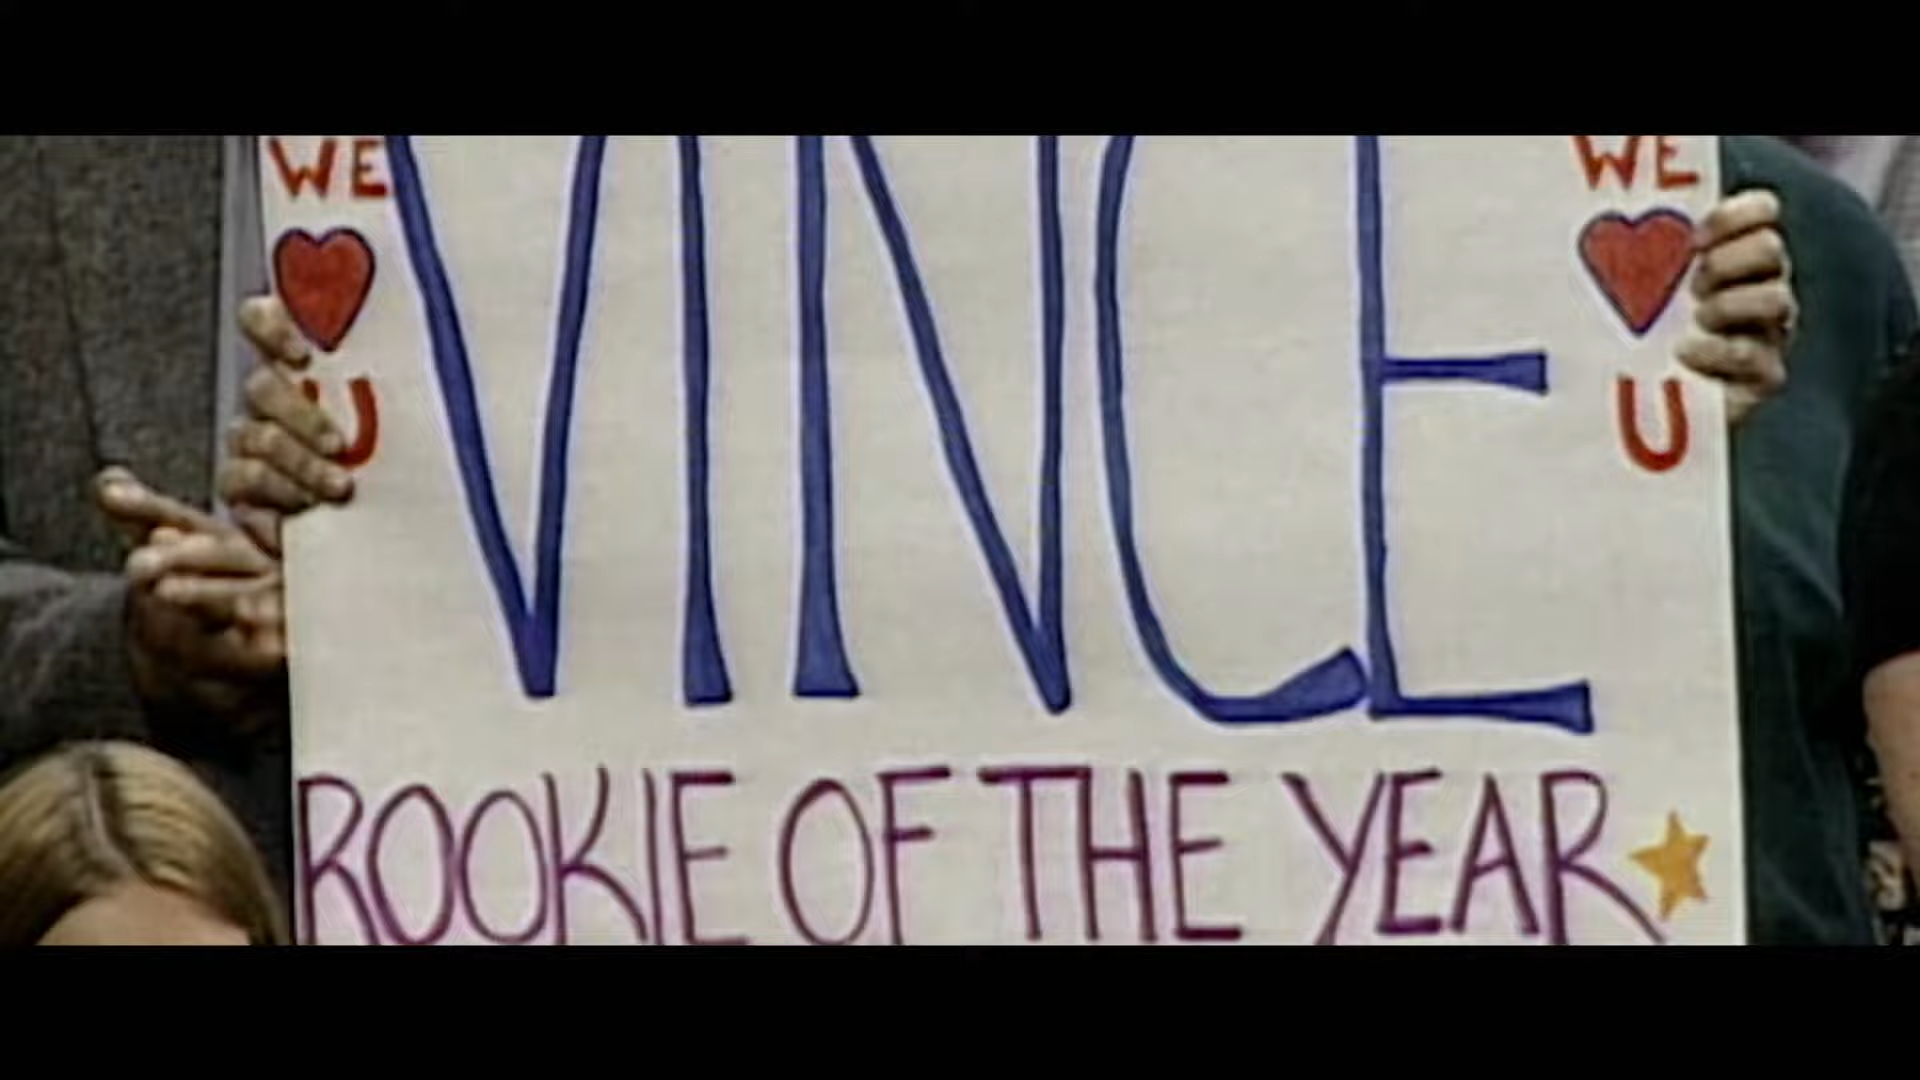 WE
♥
U
VINCE
WE
♥
U
ROOKIE OF THE YEAR